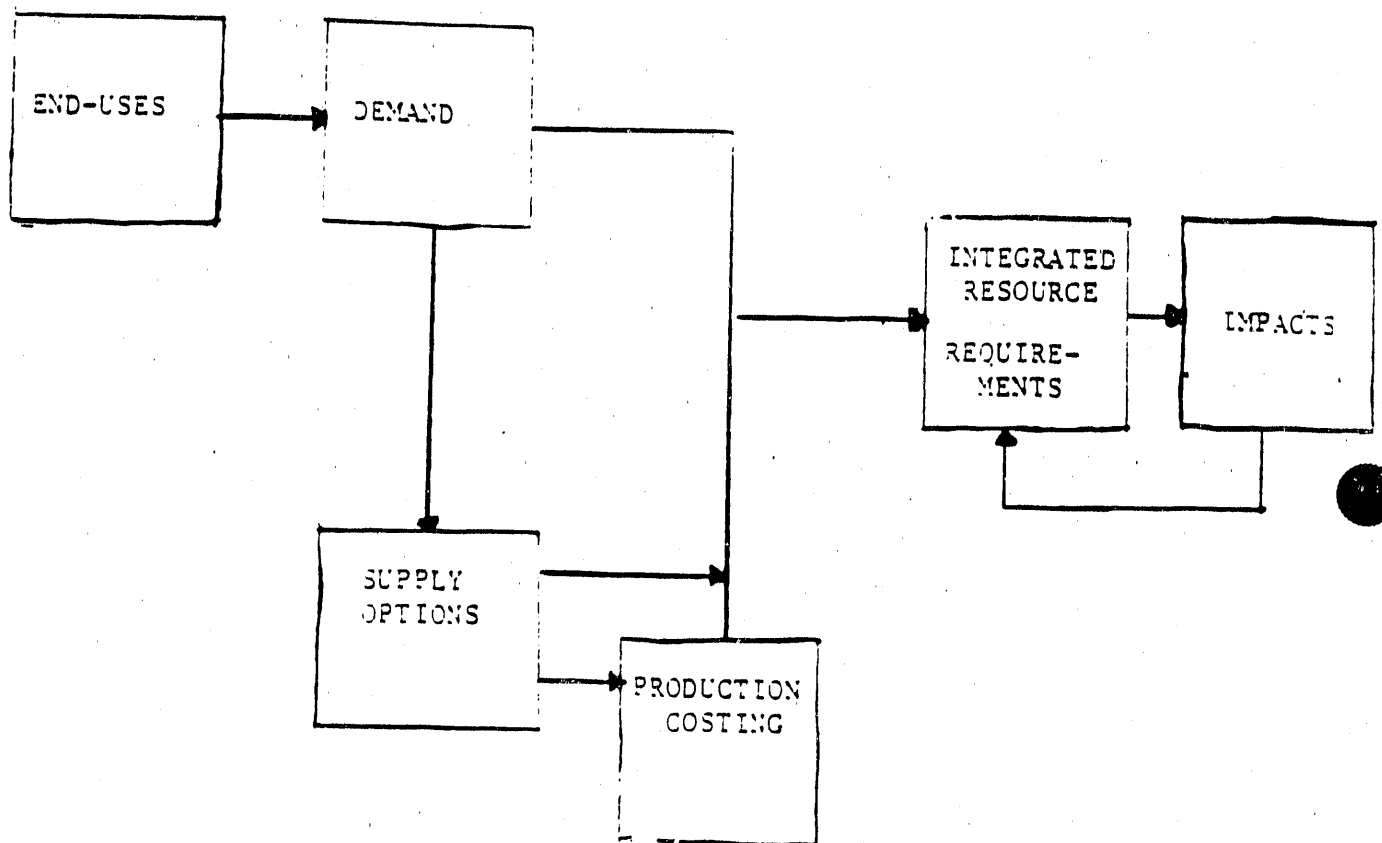 END-USES
DEMAND
INTEGRATED
RESOURCE
REQUIRE-
MENTS
IMPACTS
SUPPLY
OPTIONS
PRODUCTION
COSTING